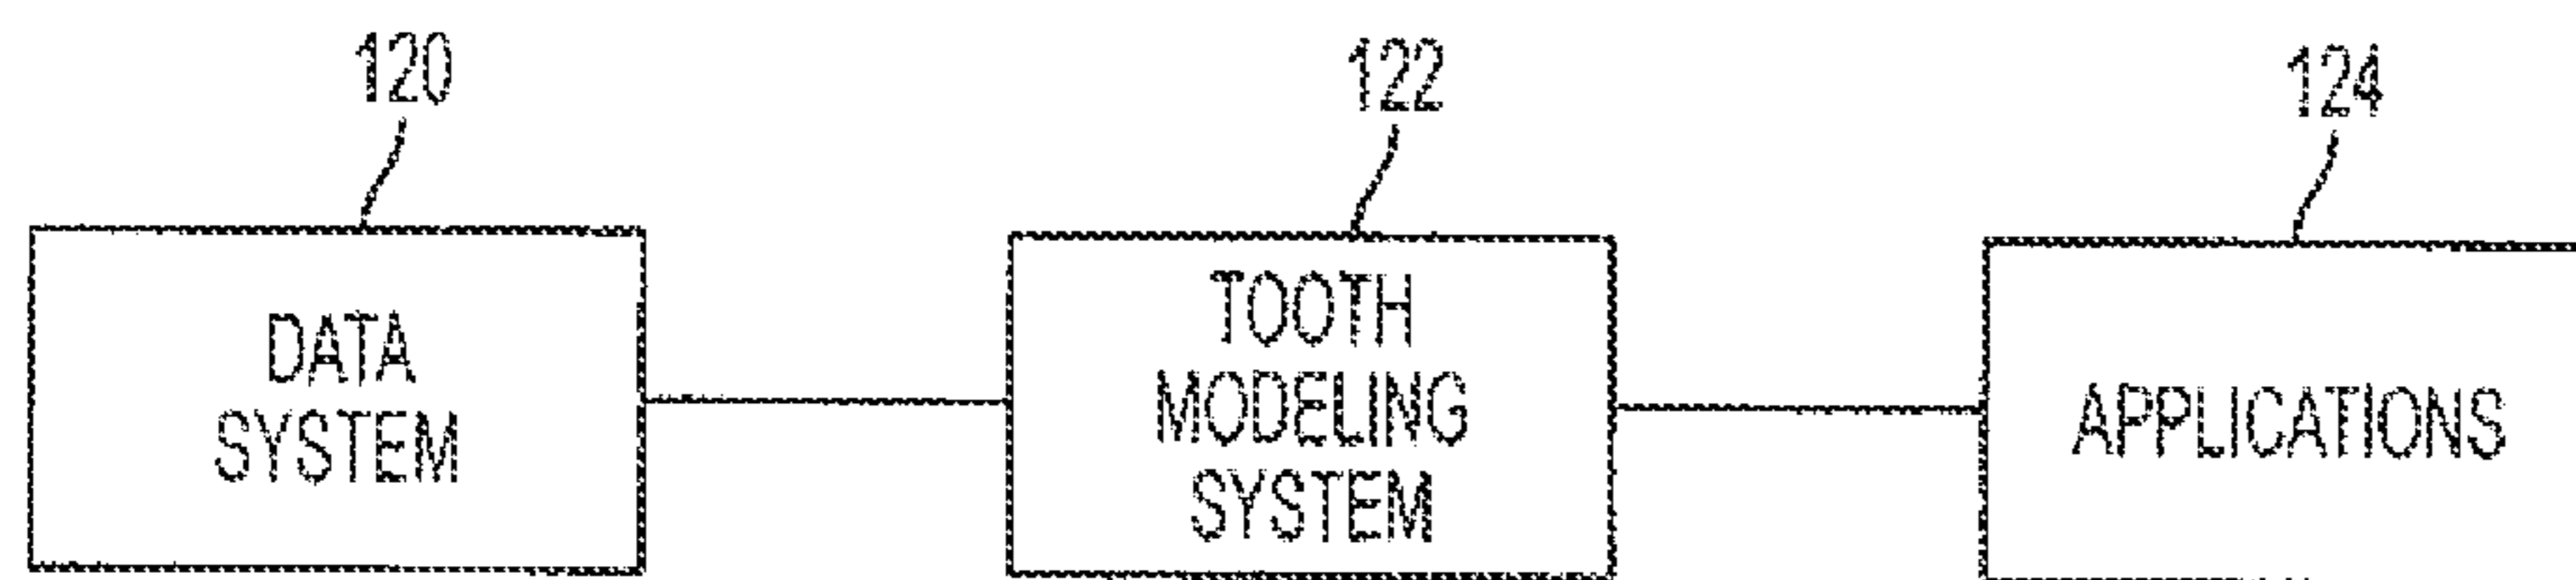 120
122
124
DATA
SYSTEM
TOOTH
MODELING
SYSTEM
APPLICATIONS